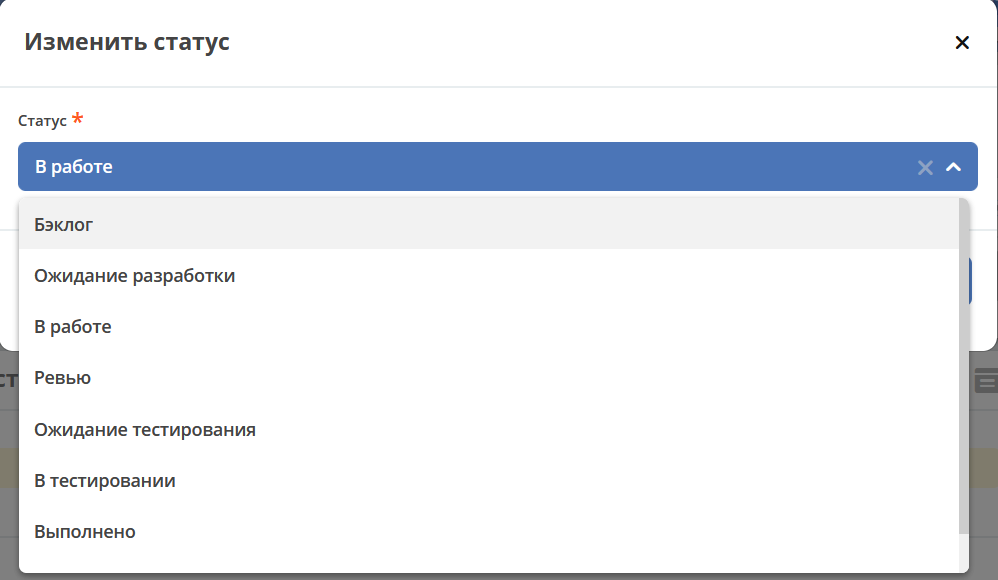 Изменить статус
Статус *
В работе
Бэклог
Ожидание разработки
В работе
Ревью
Ожидание тестирования
В тестировании
Выполнено